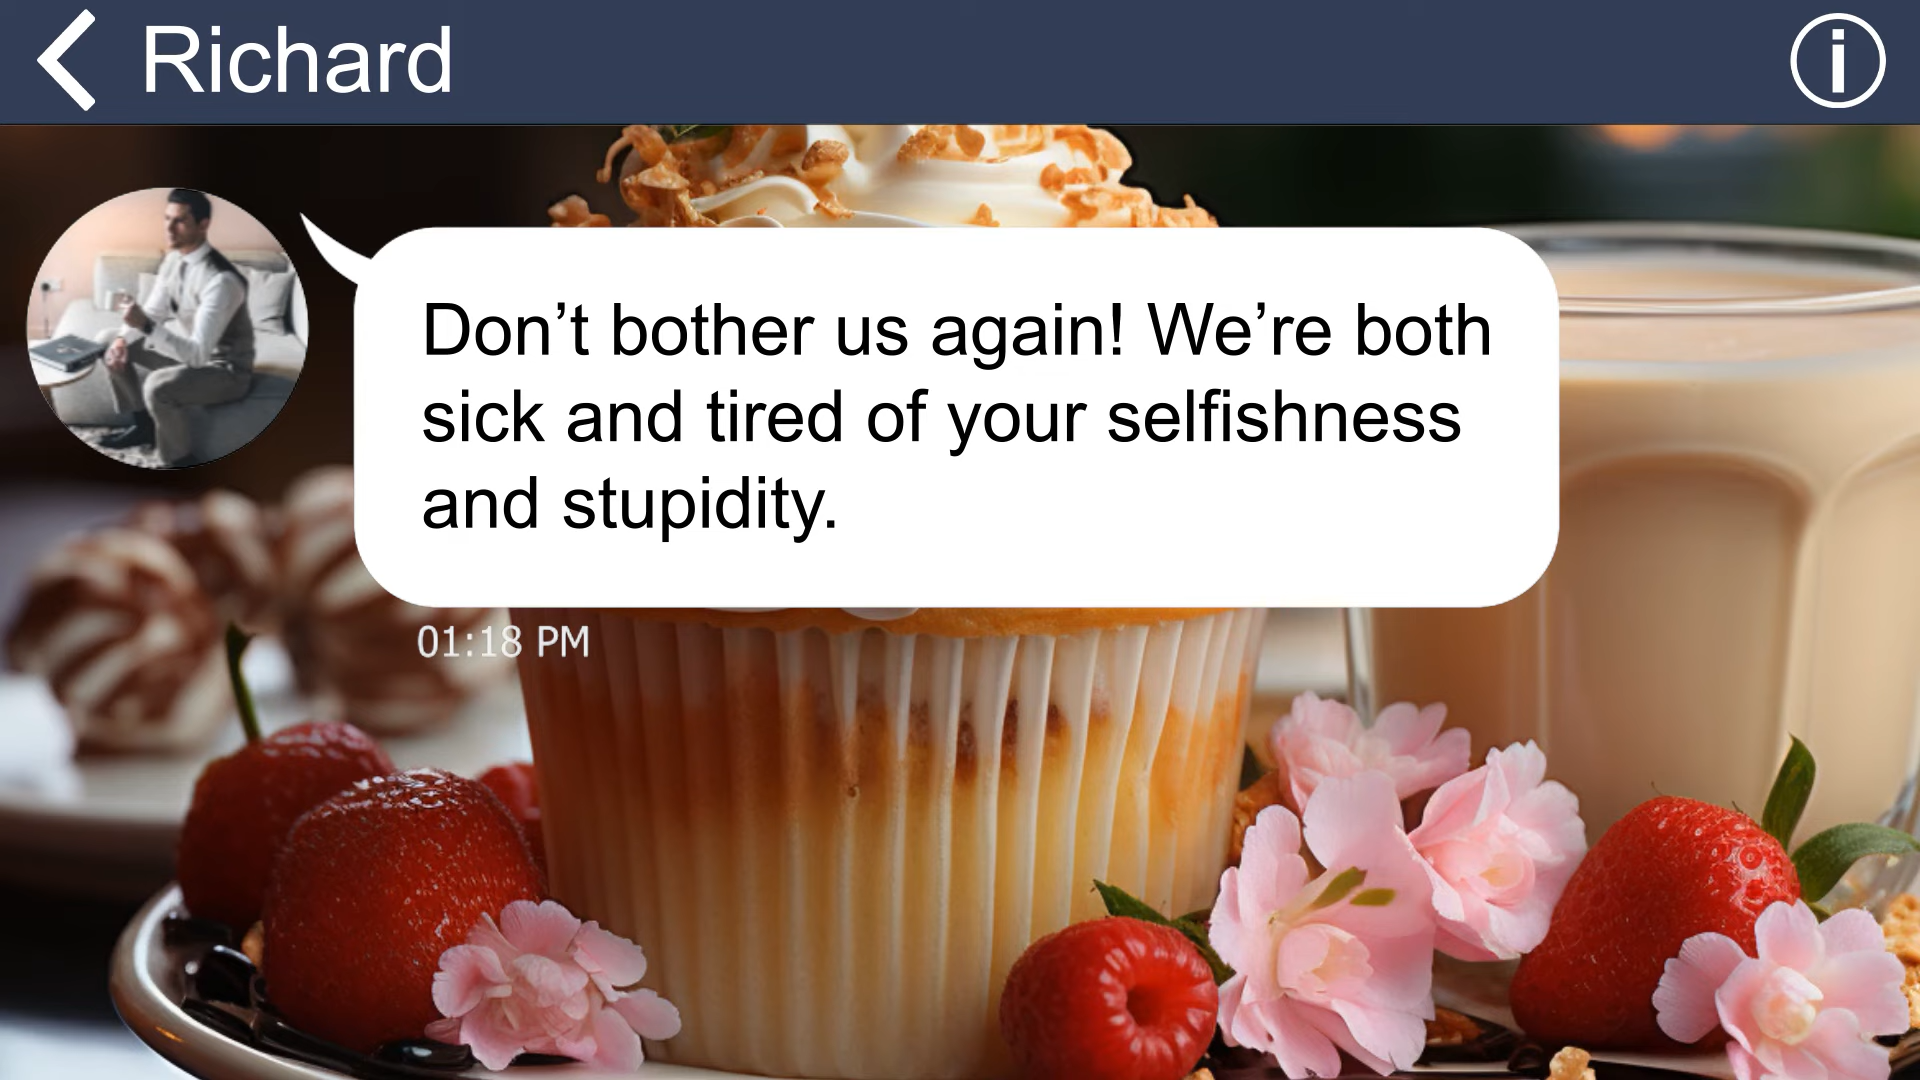 Richard
Don’t bother us again! We’re both
sick and tired of your selfishness
and stupidity.
01:18 PM